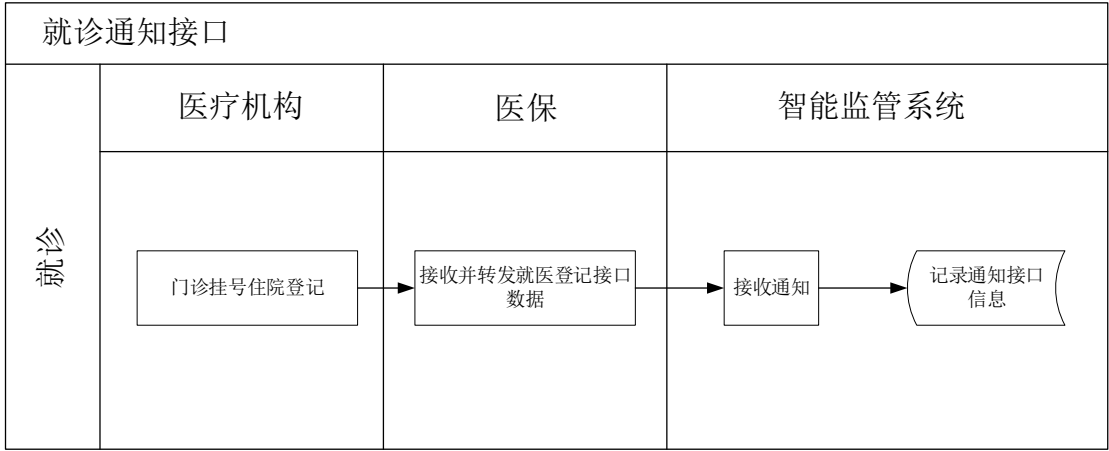 就诊通知接口
医疗机构
医保
智能监管系统
就诊
门诊挂号住院登记
接收并转发就医登记接口
数据
接收通知
记录通知接口
信息